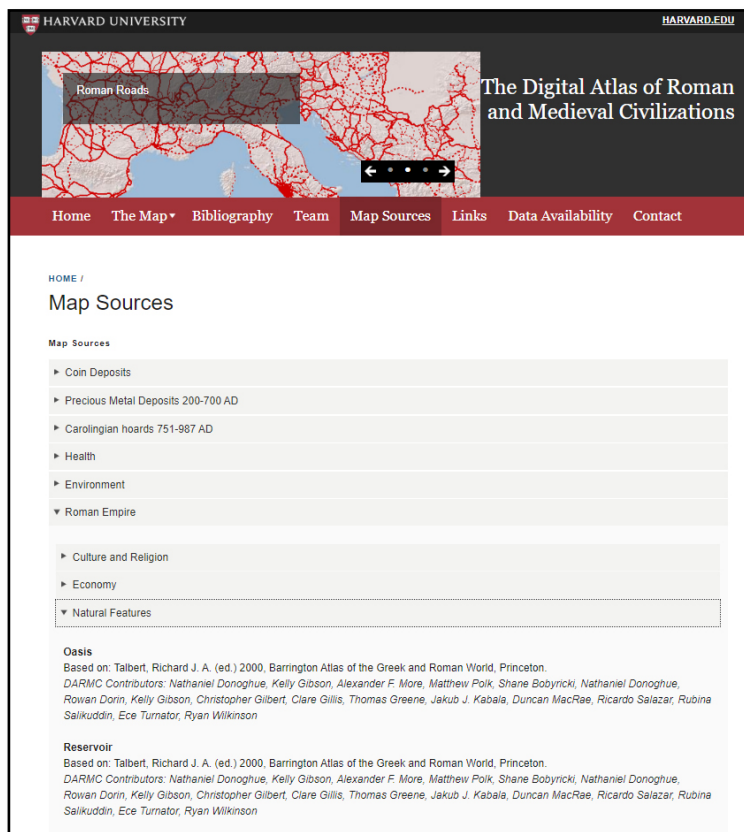 HARVARD UNIVERSITY
HARVARD.EDU
Roman Roads
The Digital Atlas of Roman
and Medieval Civilizations
Home The Map Bibliography Team Map Sources Links Data Availability Contact
HOME /
Map Sources
Map Sources
Coin Deposits
Precious Metal Deposits 200-700 AD
Carolingian hoards 751-987 AD
Health
Environment
Roman Empire
Culture and Religion
Economy
Natural Features
Oasis
Based on: Talbert, Richard J. A. (ed.) 2000, Barrington Atlas of the Greek and Roman World, Princeton.
DARMC Contributors: Nathaniel Donoghue, Kelly Gibson, Alexander F. More, Matthew Polk, Shane Bobyricki, Nathaniel Donoghue,
Rowan Dorin, Kelly Gibson, Christopher Gilbert, Clare Gillis, Thomas Greene, Jakub J. Kabala, Duncan MacRae, Ricardo Salazar, Rubina
Salikuddin, Ece Turnator, Ryan Wilkinson
Reservoir
Based on: Talbert, Richard J. A. (ed.) 2000, Barrington Atlas of the Greek and Roman World, Princeton.
DARMC Contributors: Nathaniel Donoghue, Kelly Gibson, Alexander F. More, Matthew Polk, Shane Bobyricki, Nathaniel Donoghue,
Rowan Dorin, Kelly Gibson, Christopher Gilbert, Clare Gillis, Thomas Greene, Jakub J. Kabala, Duncan MacRae, Ricardo Salazar, Rubina
Salikuddin, Ece Turnator, Ryan Wilkinson